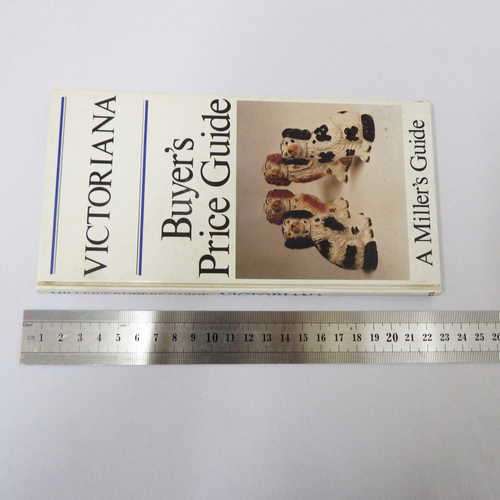 VICTORIANA
Buyer's
Price Guide
A Miller's Guide
VICTORIANA
1 2 3 4 5 6 7 8 9 10 11 12 13 14 15 16 17 18 19 20 21 22 23 24 25 26